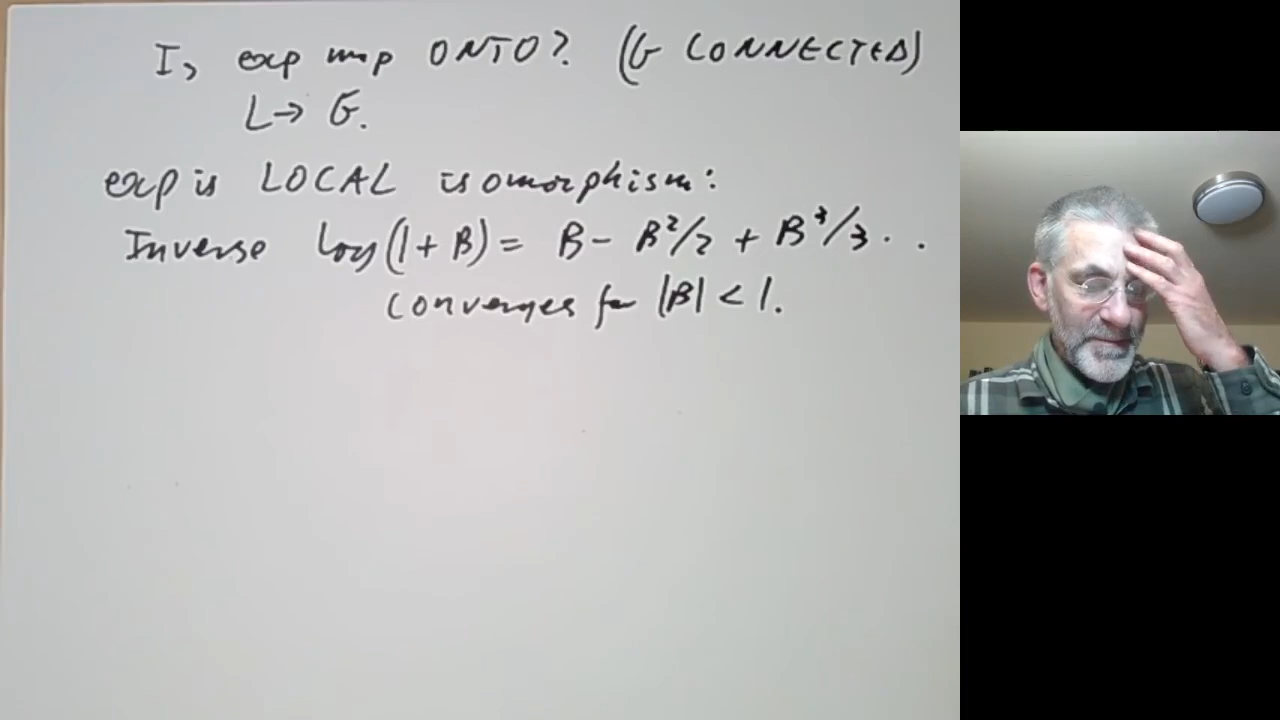 Is exp map ONTO? (G CONNECTED)
L → G.
exp is LOCAL isomorphism:
Inverse log(1+B) = B - B²/2 + B³/3 . .
converges for |B| < 1.